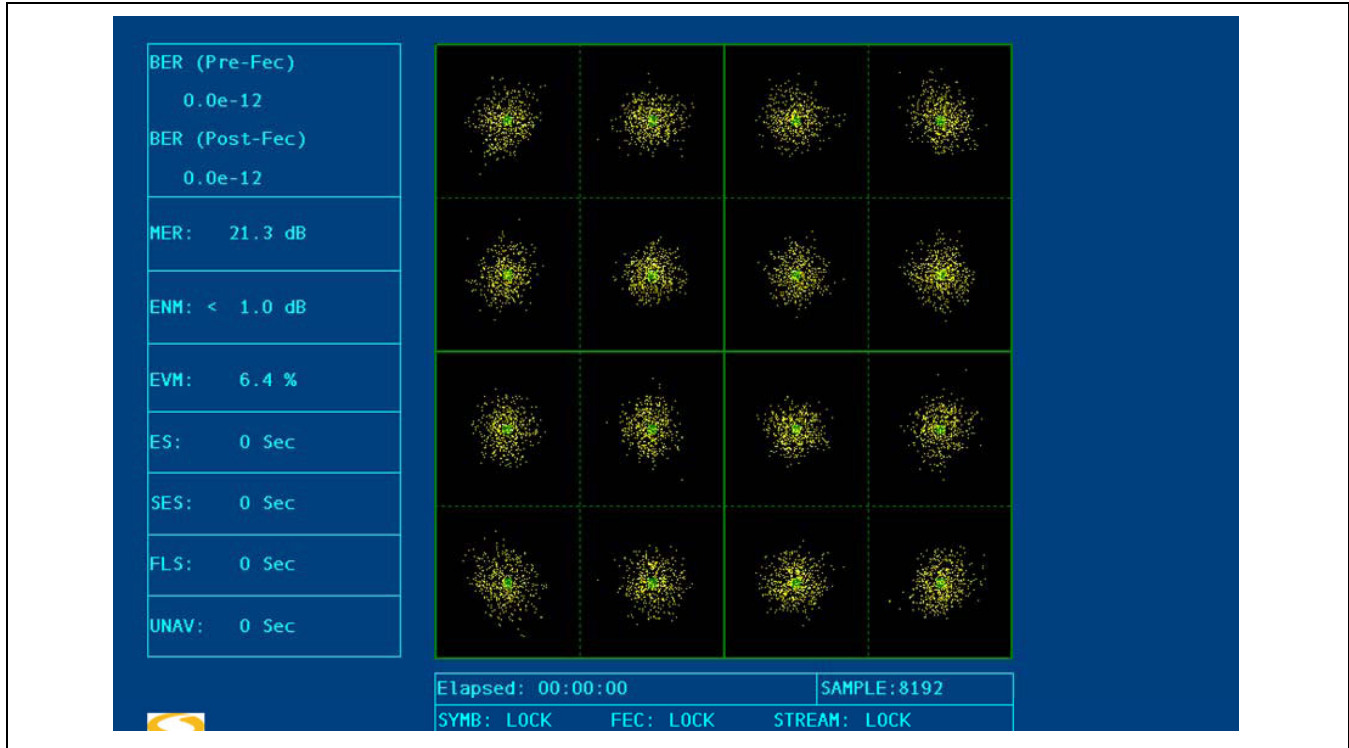 BER (Pre-Fec)
0.0e-12
BER (Post-Fec)
0.0e-12
MER: 21.3 dB
ENM: < 1.0 dB
EVM: 6.4 %
ES: 0 Sec
SES: 0 Sec
FLS: 0 Sec
UNAV: 0 Sec
Elapsed: 00:00:00
SAMPLE:8192
SYMB: LOCK FEC: LOCK STREAM: LOCK